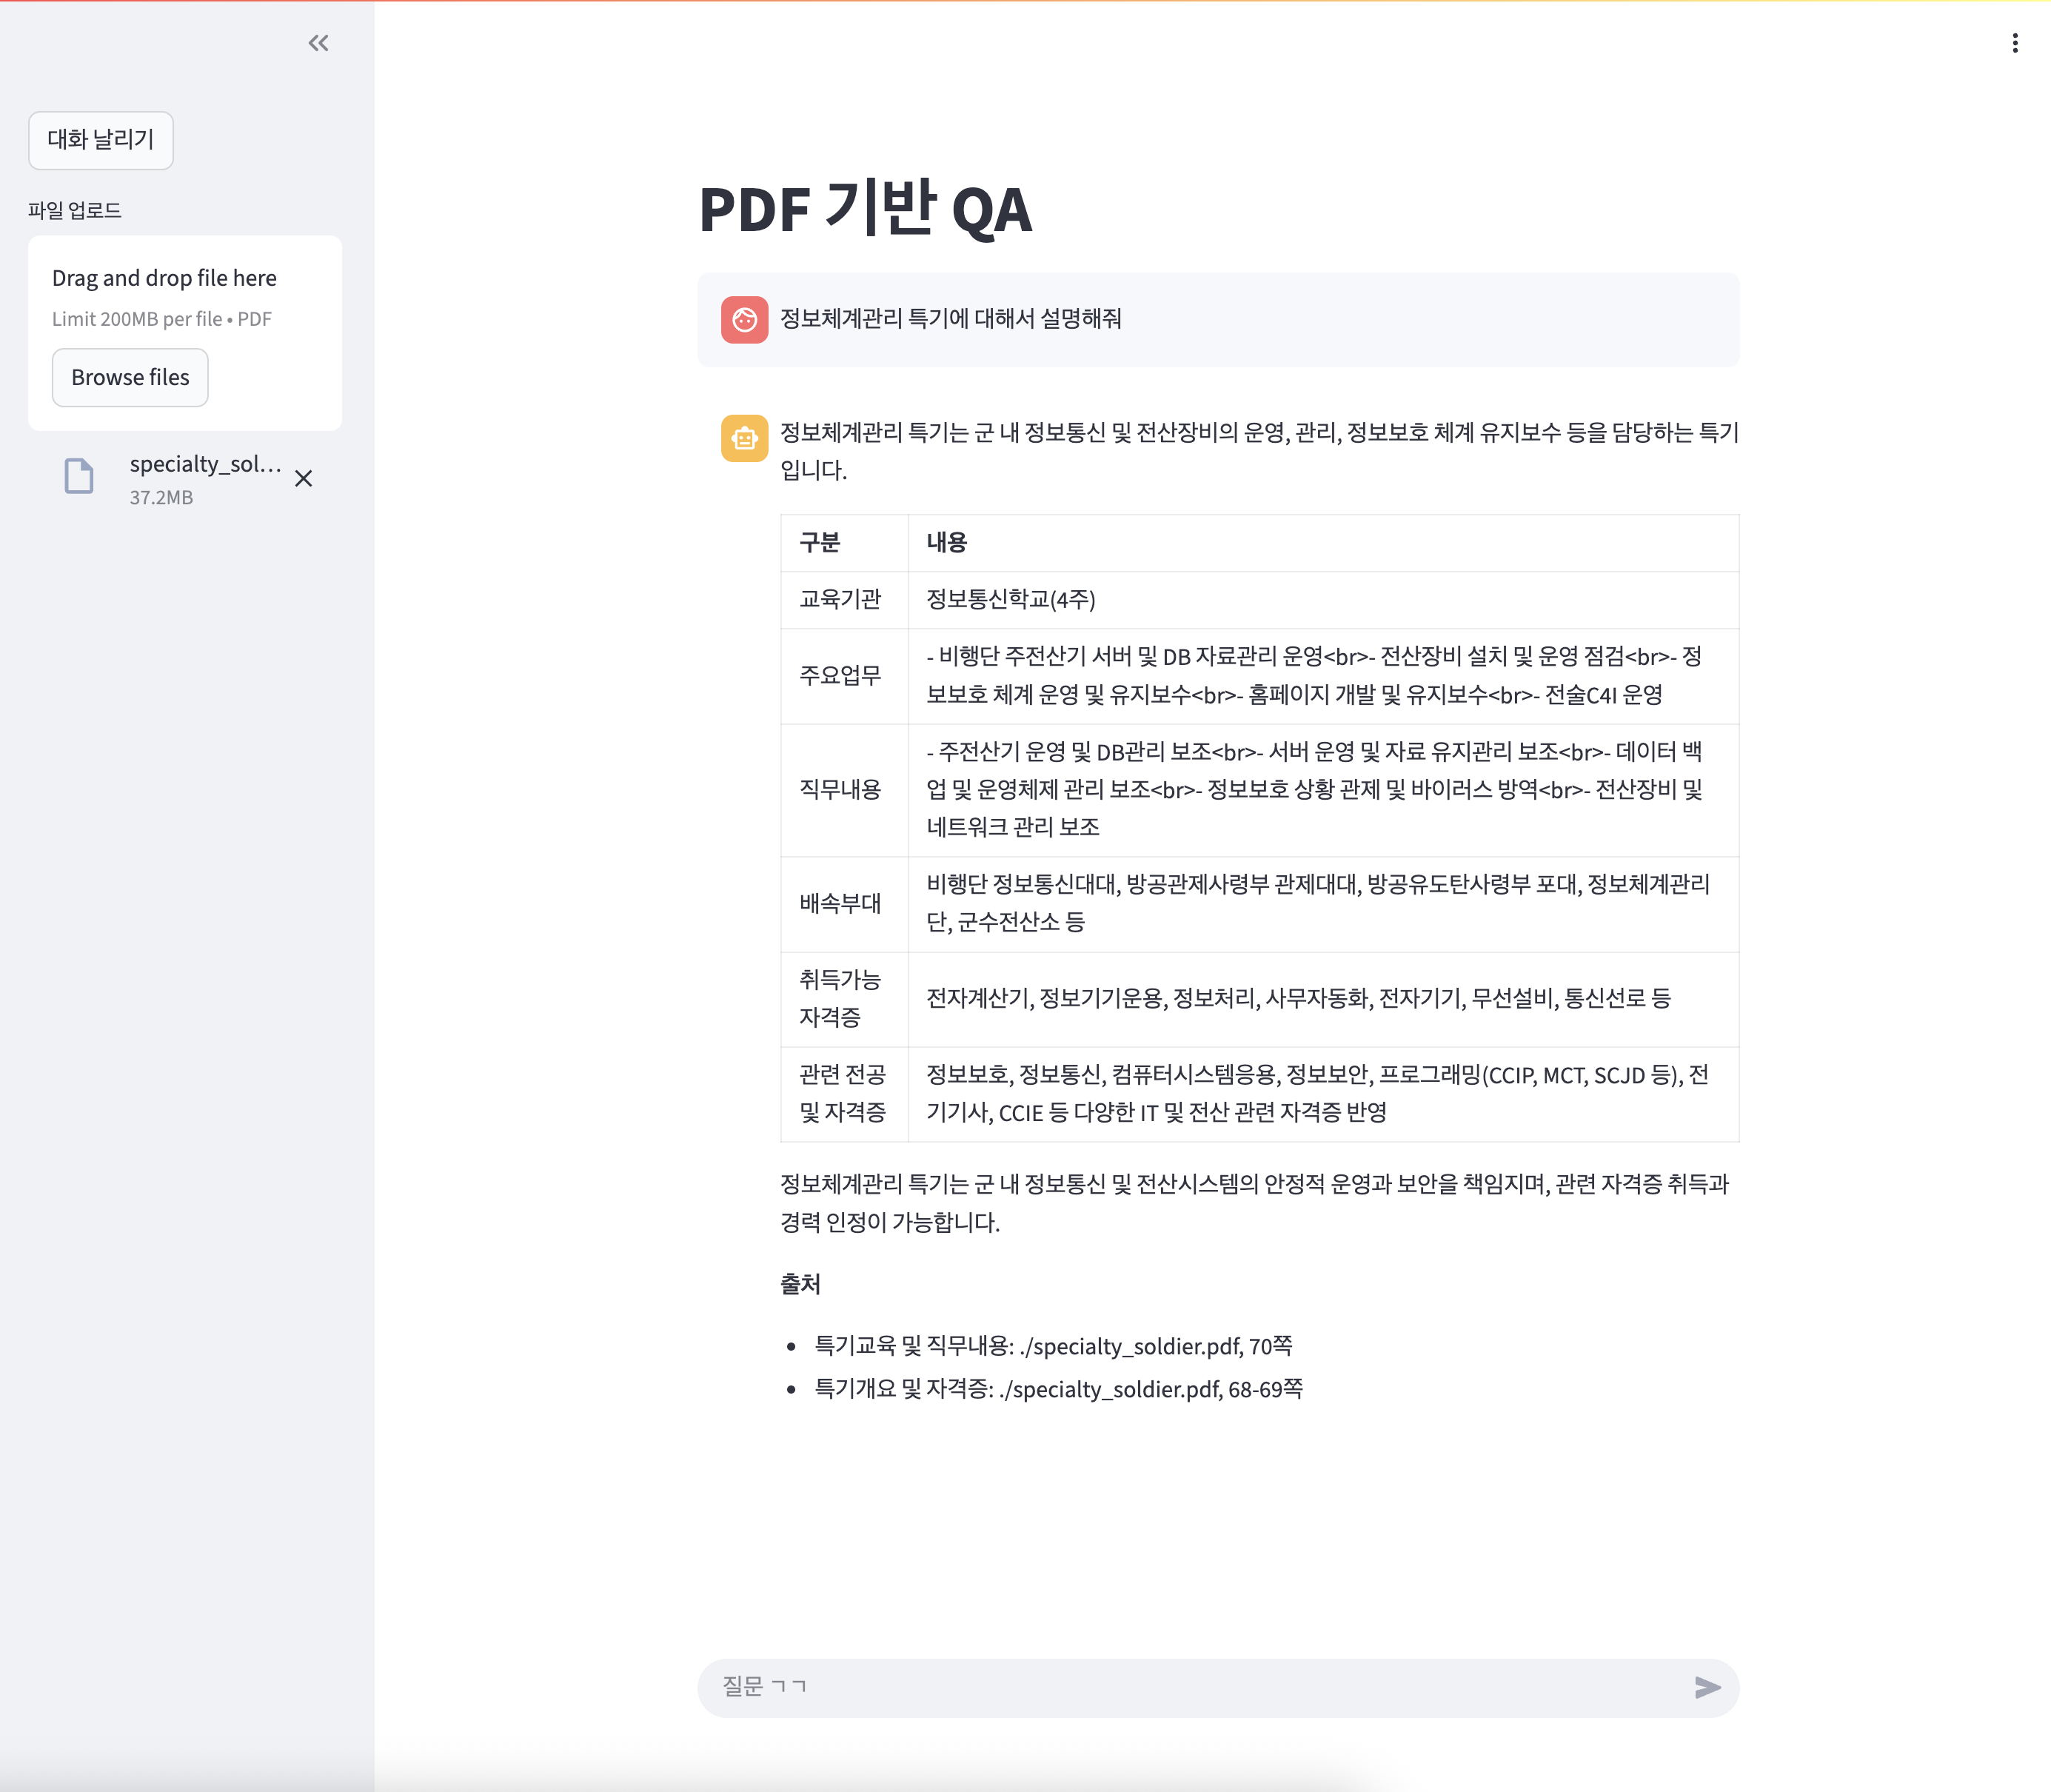 대화 날리기
파일 업로드
Drag and drop file here
Limit 200MB per file • PDF
Browse files
specialty_sol...
37.2MB
PDF 기반 QA
정보체계관리 특기에 대해서 설명해줘
정보체계관리 특기는 군 내 정보통신 및 전산장비의 운영, 관리, 정보보호 체계 유지보수 등을 담당하는 특기
입니다.
구분 내용
교육기관 정보통신학교(4주)
주요업무
- 비행단 주전산기 서버 및 DB 자료관리 운영<br>- 전산장비 설치 및 운영 점검<br>- 정
보보호 체계 운영 및 유지보수<br>- 홈페이지 개발 및 유지보수<br>- 전술C4I 운영
직무내용
- 주전산기 운영 및 DB관리 보조<br>- 서버 운영 및 자료 유지관리 보조<br>- 데이터 백
업 및 운영체제 관리 보조<br>- 정보보호 상황 관제 및 바이러스 방역<br>- 전산장비 및
네트워크 관리 보조
배속부대
비행단 정보통신대대, 방공관제사령부 관제대대, 방공유도탄사령부 포대, 정보체계관리
단, 군수전산소 등
취득가능
자격증
전자계산기, 정보기기운용, 정보처리, 사무자동화, 전자기기, 무선설비, 통신선로 등
관련 전공
및 자격증
정보보호, 정보통신, 컴퓨터시스템응용, 정보보안, 프로그래밍(CCIP, MCT, SCJD 등), 전
기기사, CCIE 등 다양한 IT 및 전산 관련 자격증 반영
정보체계관리 특기는 군 내 정보통신 및 전산시스템의 안정적 운영과 보안을 책임지며, 관련 자격증 취득과
경력 인정이 가능합니다.
출처
• 특기교육 및 직무내용: ./specialty_soldier.pdf, 70쪽
• 특기개요 및 자격증: ./specialty_soldier.pdf, 68-69쪽
질문 ㄱㄱ